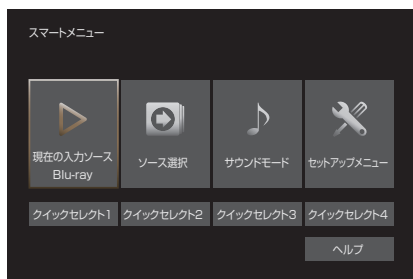 スマートメニュー
現在の入力ソース
Blu-ray
ソース選択
サウンドモード
セットアップメニュー
クイックセレクト1
クイックセレクト2
クイックセレクト3
クイックセレクト4
ヘルプ